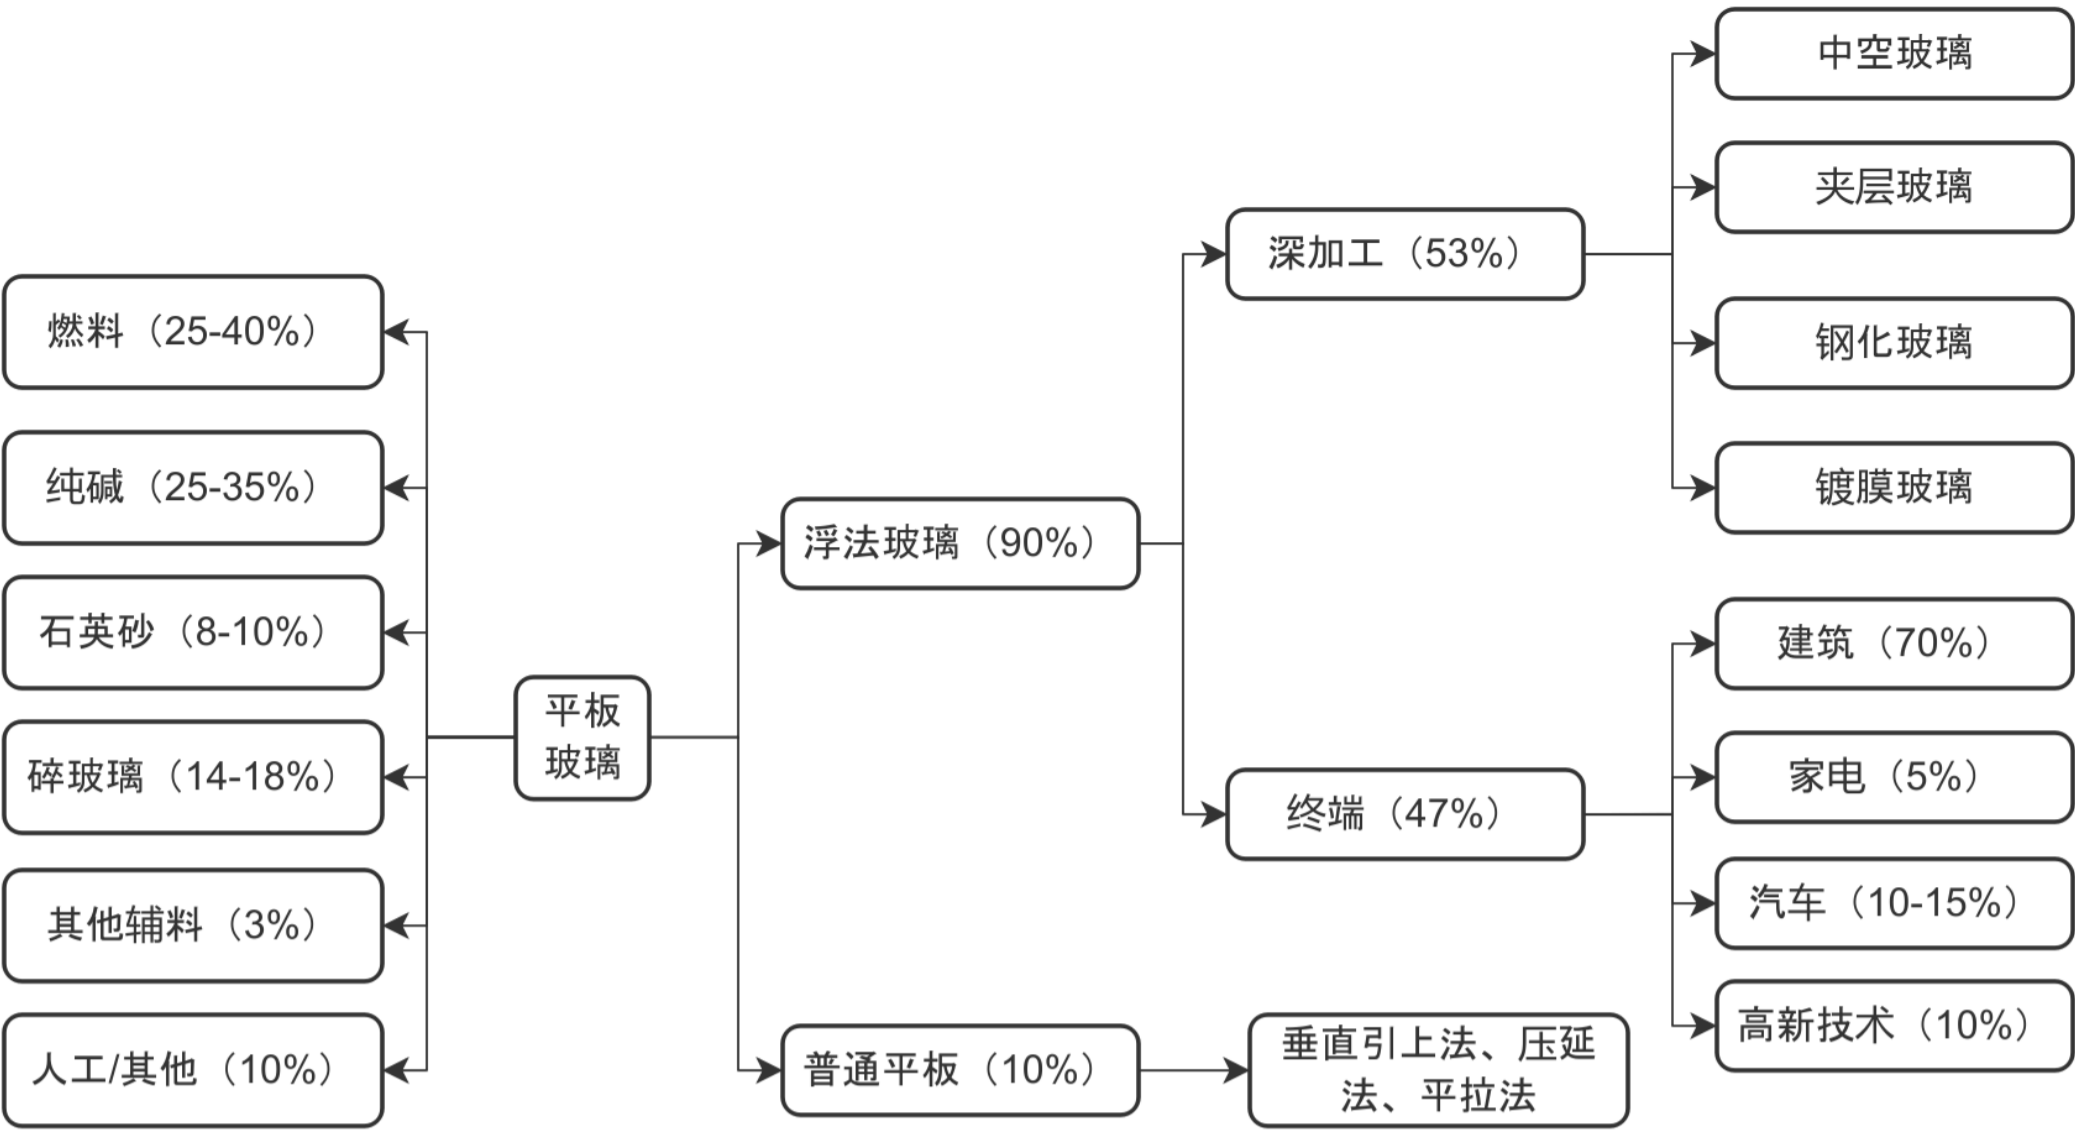 燃料（25-40%）
纯碱（25-35%）
石英砂（8-10%）
碎玻璃（14-18%）
其他辅料（3%）
人工/其他（10%）
平板
玻璃
浮法玻璃（90%）
普通平板（10%）
深加工（53%）
终端（47%）
垂直引上法、压延
法、平拉法
中空玻璃
夹层玻璃
钢化玻璃
镀膜玻璃
建筑（70%）
家电（5%）
汽车（10-15%）
高新技术（10%）